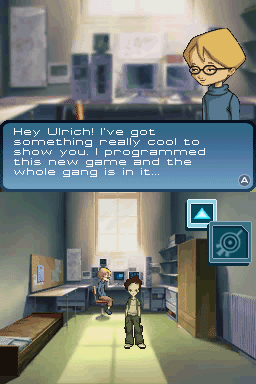 Hey Ulrich! I've got
something really cool to
show you. I programmed
this new game and the
whole gang is in it...
A